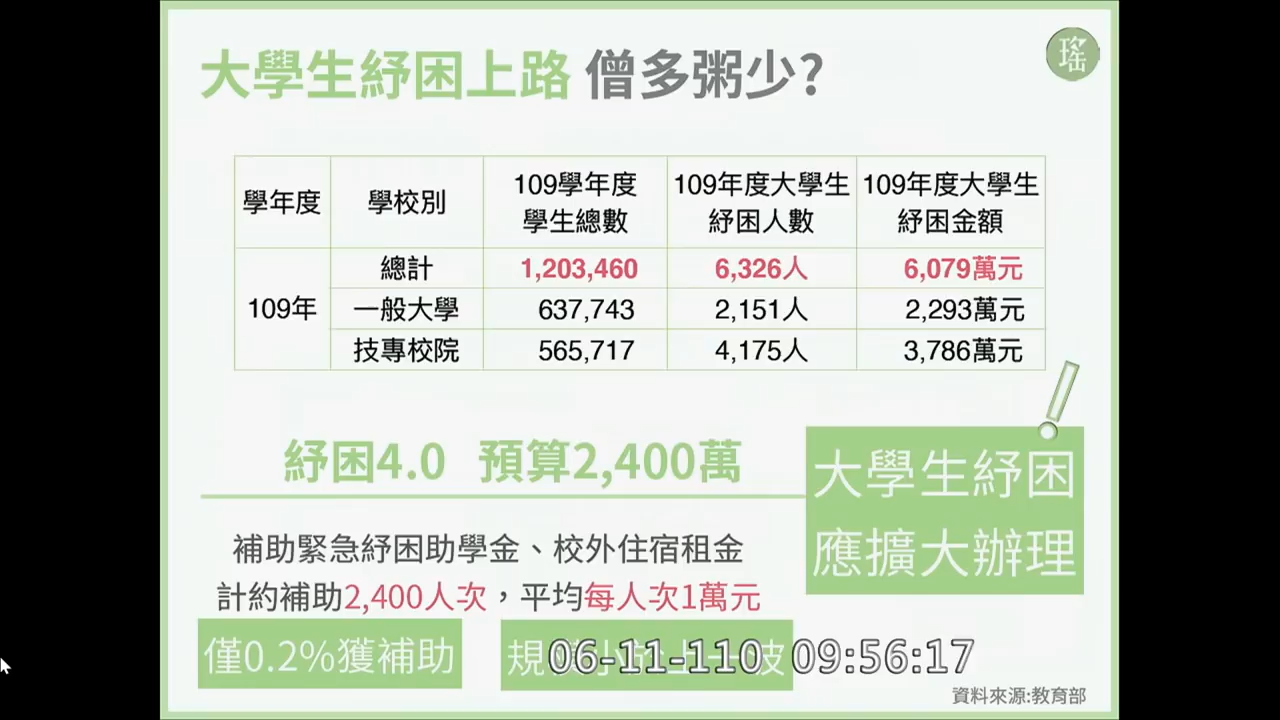 大學生紓困上路 僧多粥少?
瑤
學年度 學校別 109學年度學生總數 109年度大學生紓困人數 109年度大學生紓困金額
109年 總計 1,203,460 6,326人 6,079萬元
一般大學 637,743 2,151人 2,293萬元
技專校院 565,717 4,175人 3,786萬元
紓困4.0 預算2,400萬
補助緊急紓困助學金、校外住宿租金
計約補助2,400人次，平均每人次1萬元
大學生紓困
應擴大辦理
僅0.2%獲補助
規
波
06-11-110 09:56:17
資料來源:教育部